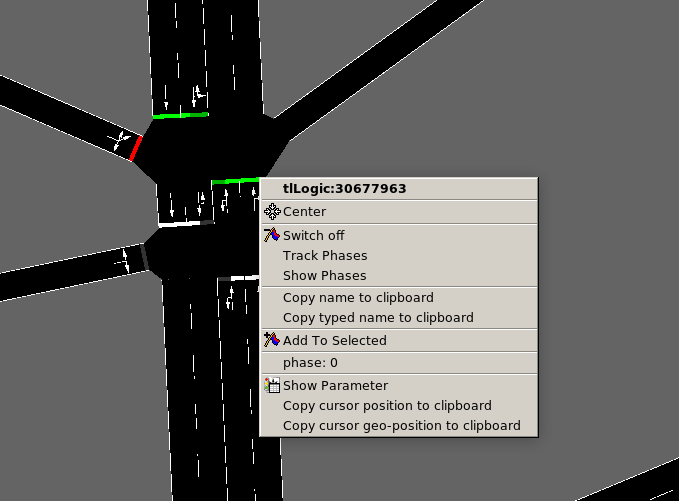 tlLogic:30677963
Center
Switch off
Track Phases
Show Phases
Copy name to clipboard
Copy typed name to clipboard
Add To Selected
phase: 0
Show Parameter
Copy cursor position to clipboard
Copy cursor geo-position to clipboard